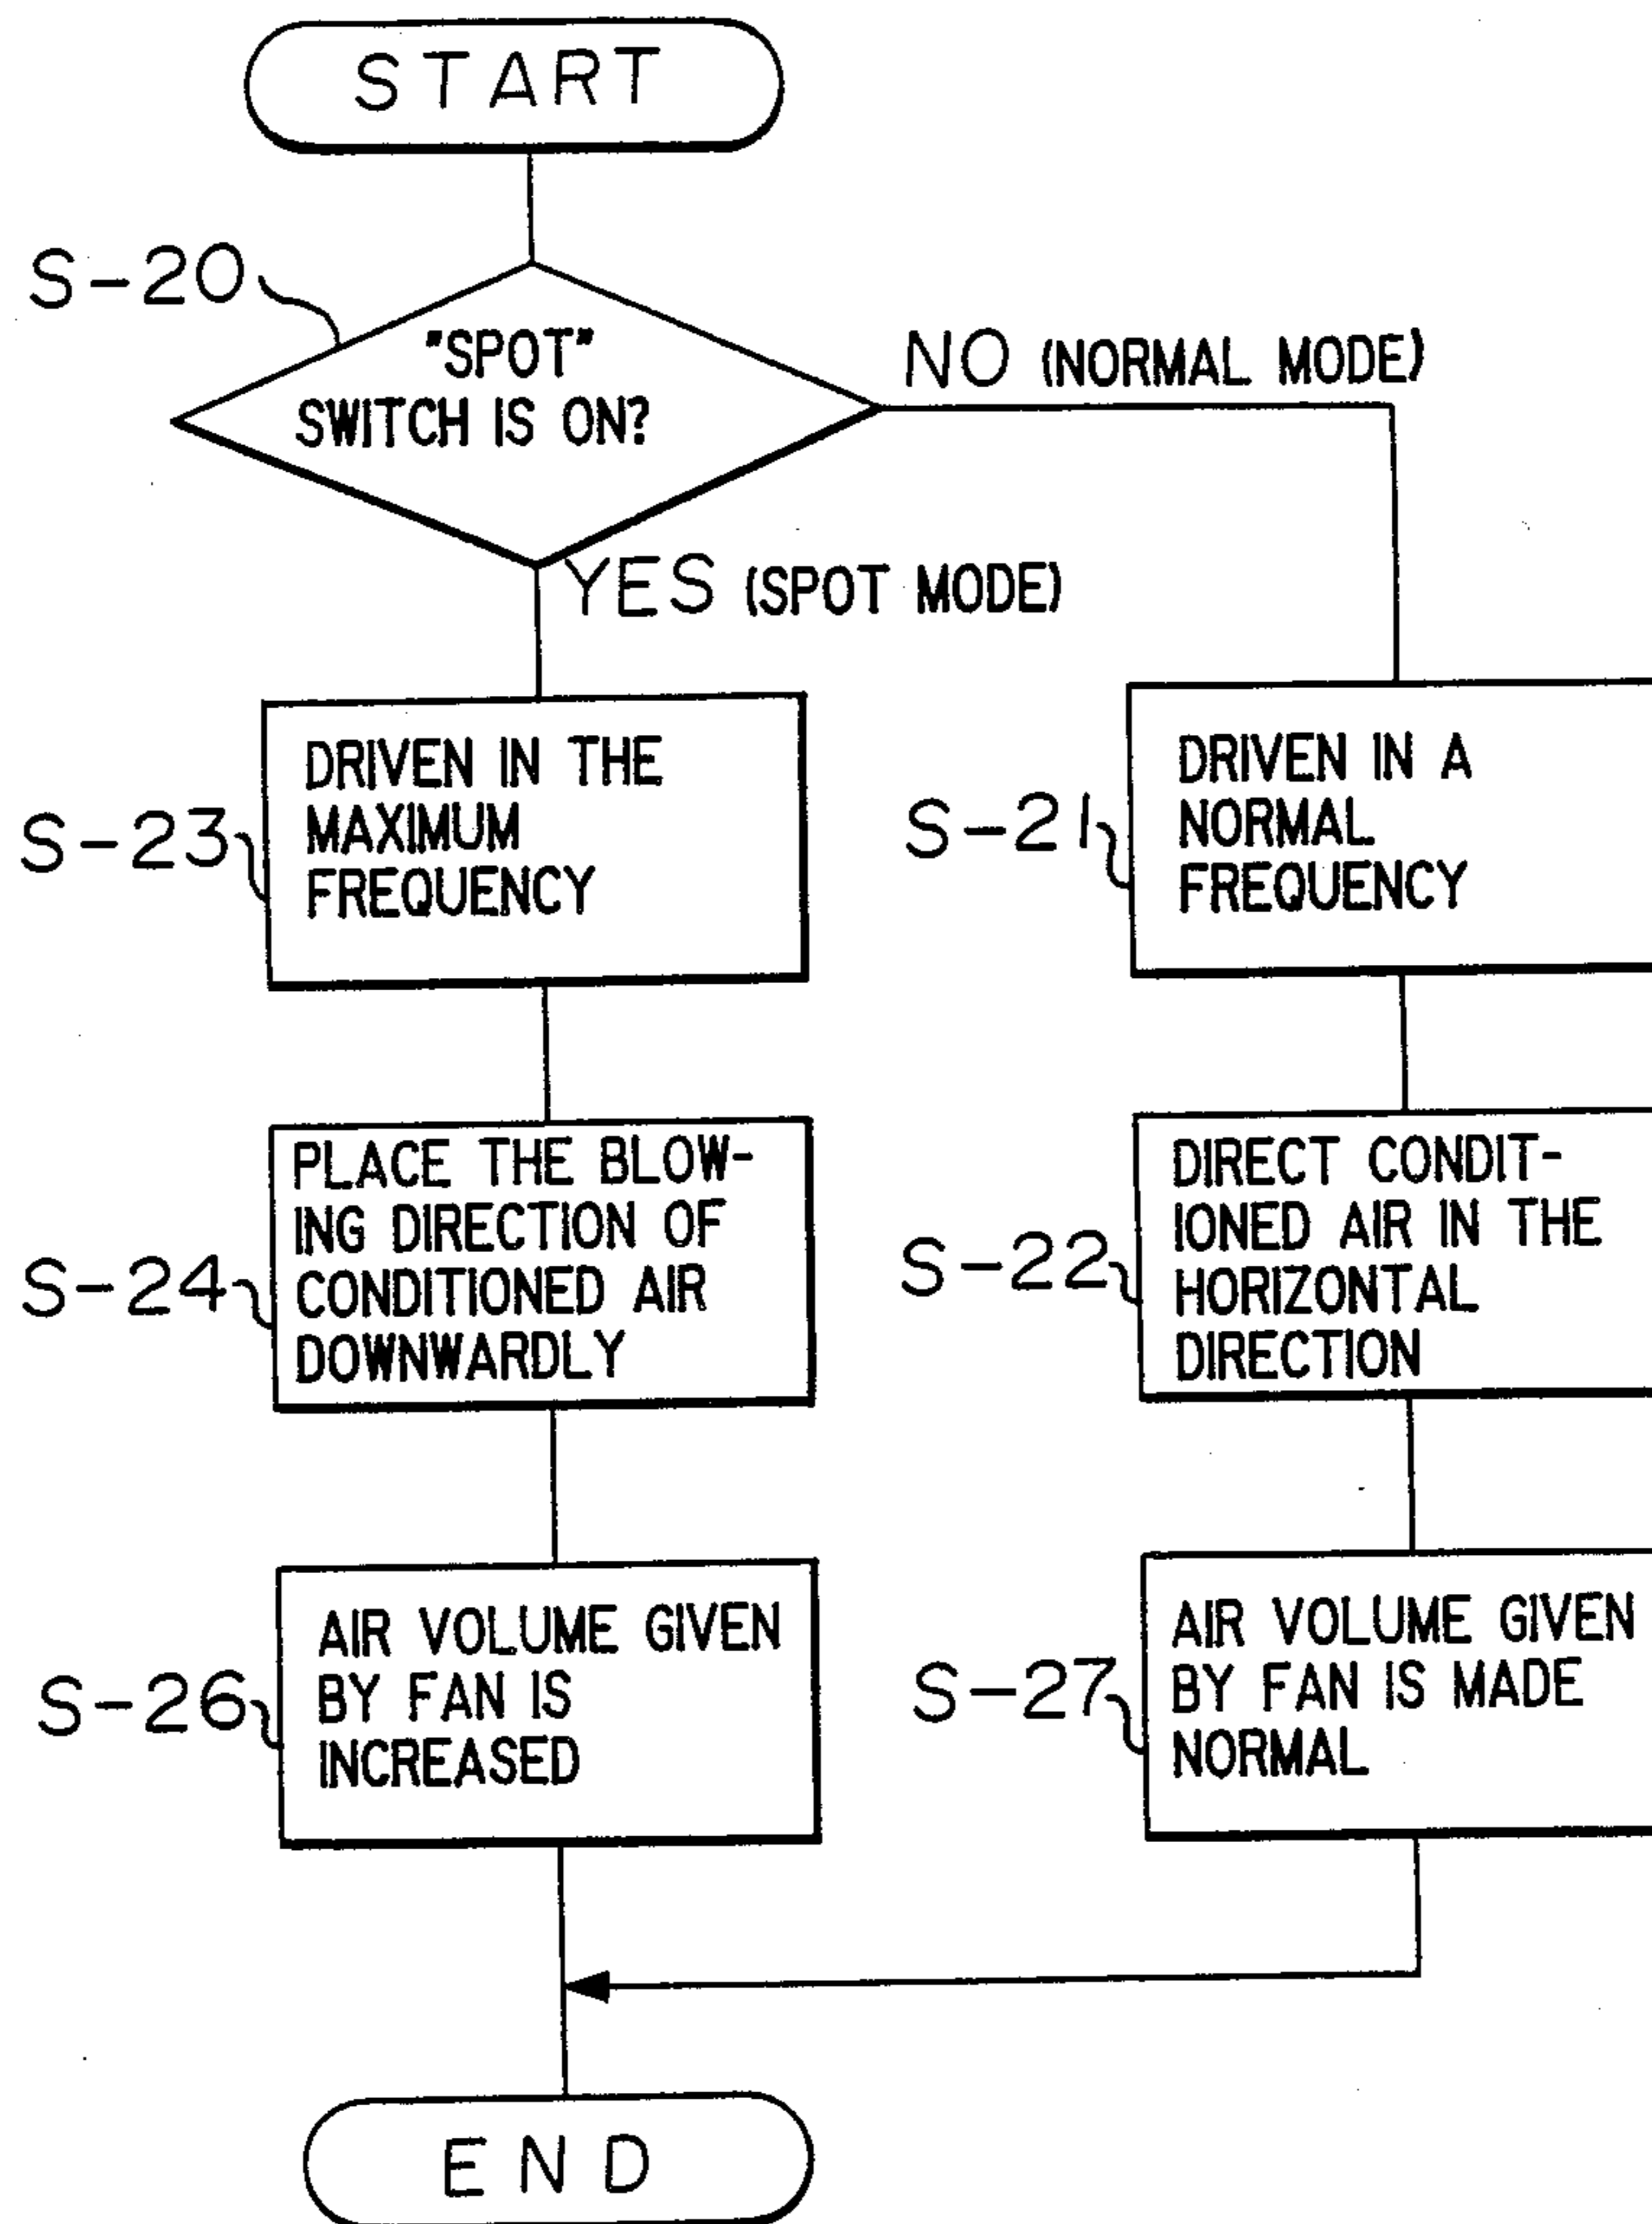 START
S-20
"SPOT"
SWITCH IS ON?
NO (NORMAL MODE)
YES (SPOT MODE)
S-23
DRIVEN IN THE
MAXIMUM
FREQUENCY
S-21
DRIVEN IN A
NORMAL
FREQUENCY
S-24
PLACE THE BLOW-
ING DIRECTION OF
CONDITIONED AIR
DOWNWARDLY
S-22
DIRECT CONDIT-
IONED AIR IN THE
HORIZONTAL
DIRECTION
S-26
AIR VOLUME GIVEN
BY FAN IS
INCREASED
S-27
AIR VOLUME GIVEN
BY FAN IS MADE
NORMAL
END